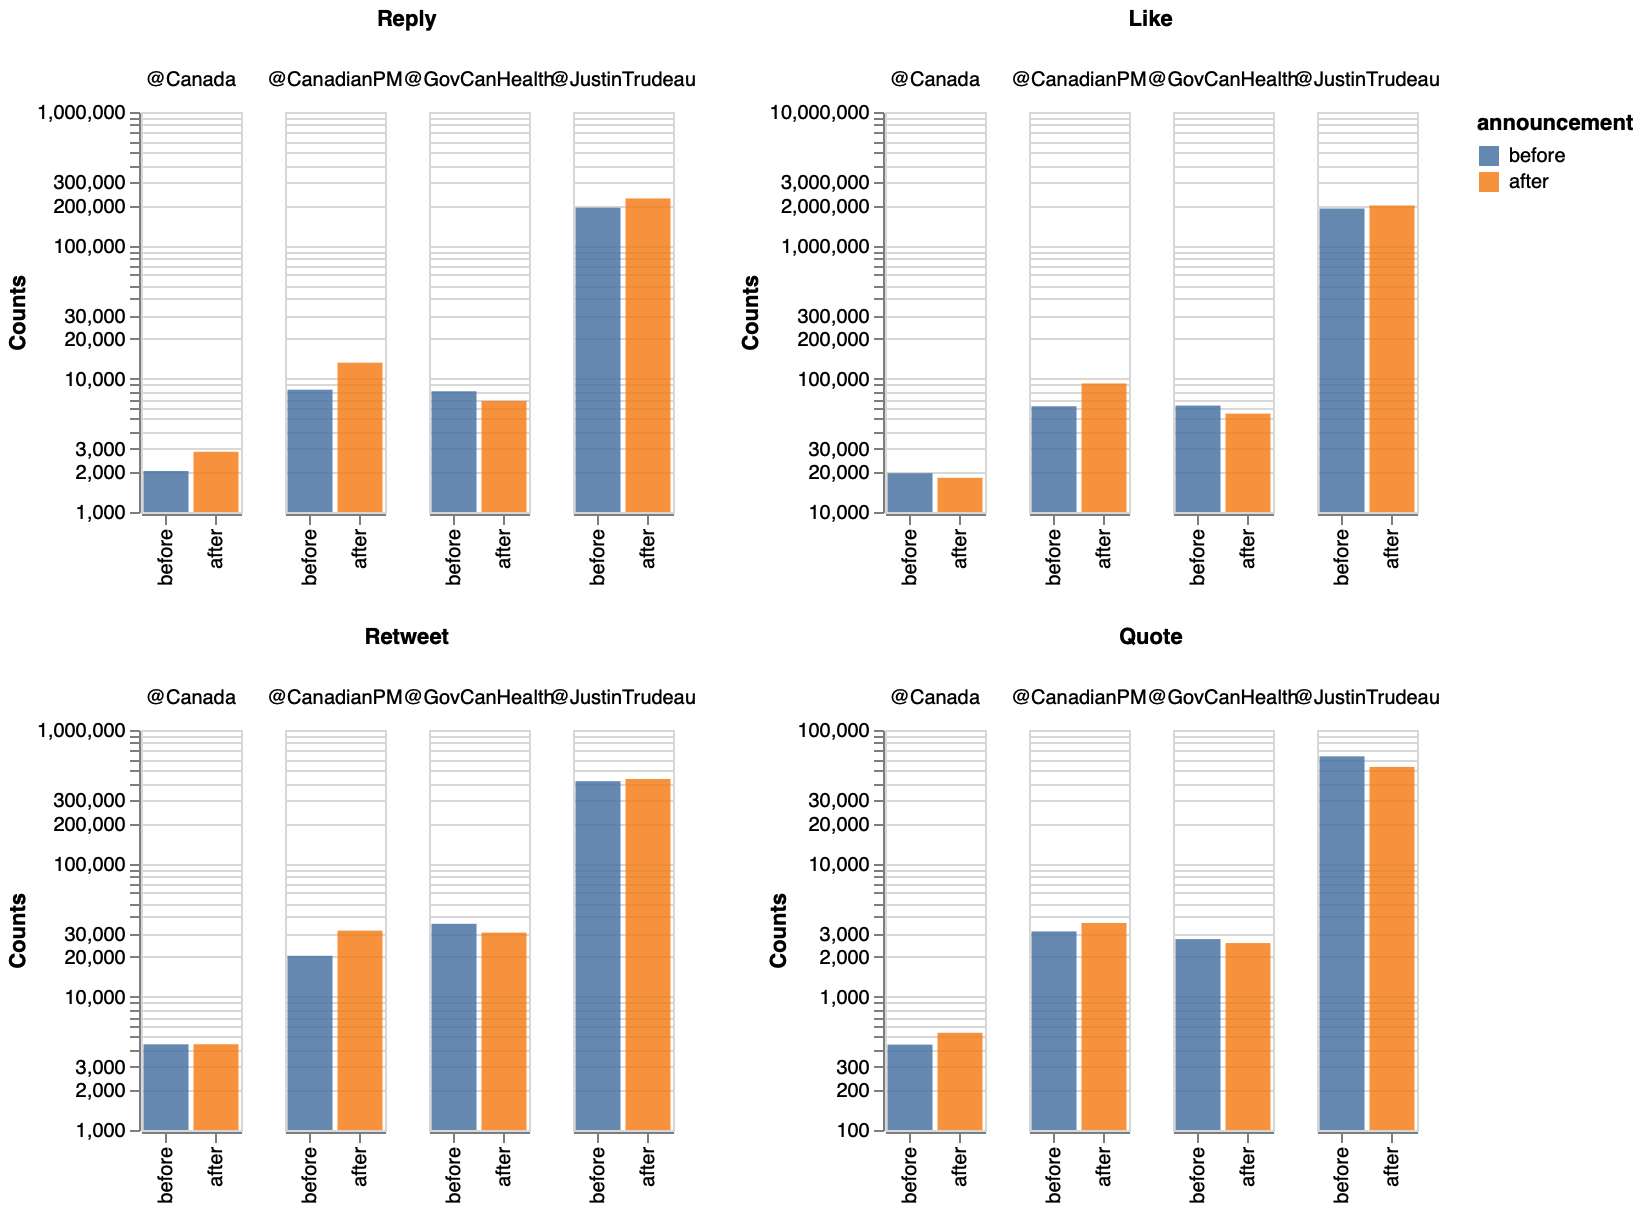 Reply
@Canada @CanadianPM @GovCanHealth @JustinTrudeau
Counts
1,000,000
300,000
200,000
100,000
30,000
20,000
10,000
3,000
2,000
1,000
before after before after before after before after
Like
@Canada @CanadianPM @GovCanHealth @JustinTrudeau
Counts
10,000,000
3,000,000
2,000,000
1,000,000
300,000
200,000
100,000
30,000
20,000
10,000
before after before after before after before after
announcement
before
after
Retweet
@Canada @CanadianPM @GovCanHealth @JustinTrudeau
Counts
1,000,000
300,000
200,000
100,000
30,000
20,000
10,000
3,000
2,000
1,000
before after before after before after before after
Quote
@Canada @CanadianPM @GovCanHealth @JustinTrudeau
Counts
100,000
30,000
20,000
10,000
3,000
2,000
1,000
300
200
100
before after before after before after before after